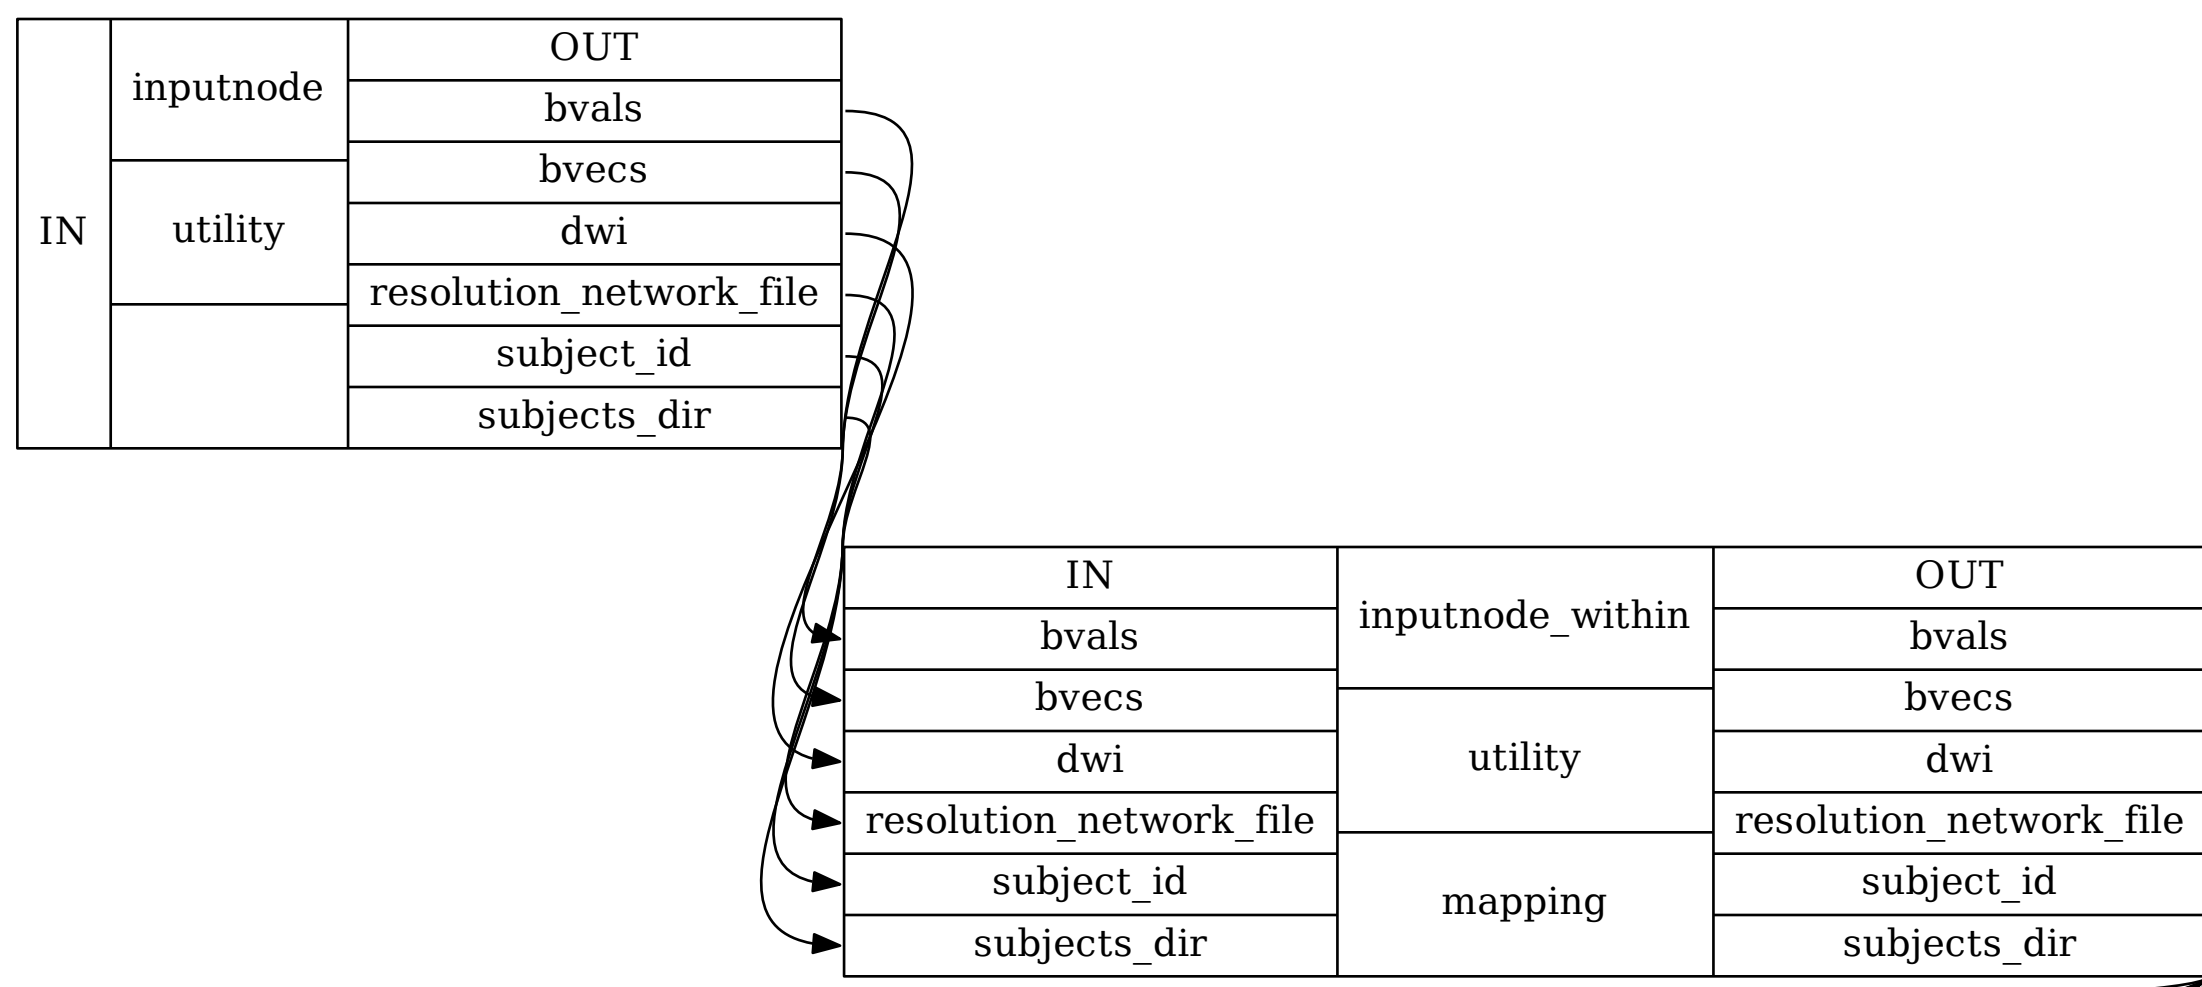 IN
inputnode
utility
OUT
bvals
bvecs
dwi
resolution_network_file
subject_id
subjects_dir
IN
bvals
bvecs
dwi
resolution_network_file
subject_id
subjects_dir
inputnode_within
utility
mapping
OUT
bvals
bvecs
dwi
resolution_network_file
subject_id
subjects_dir